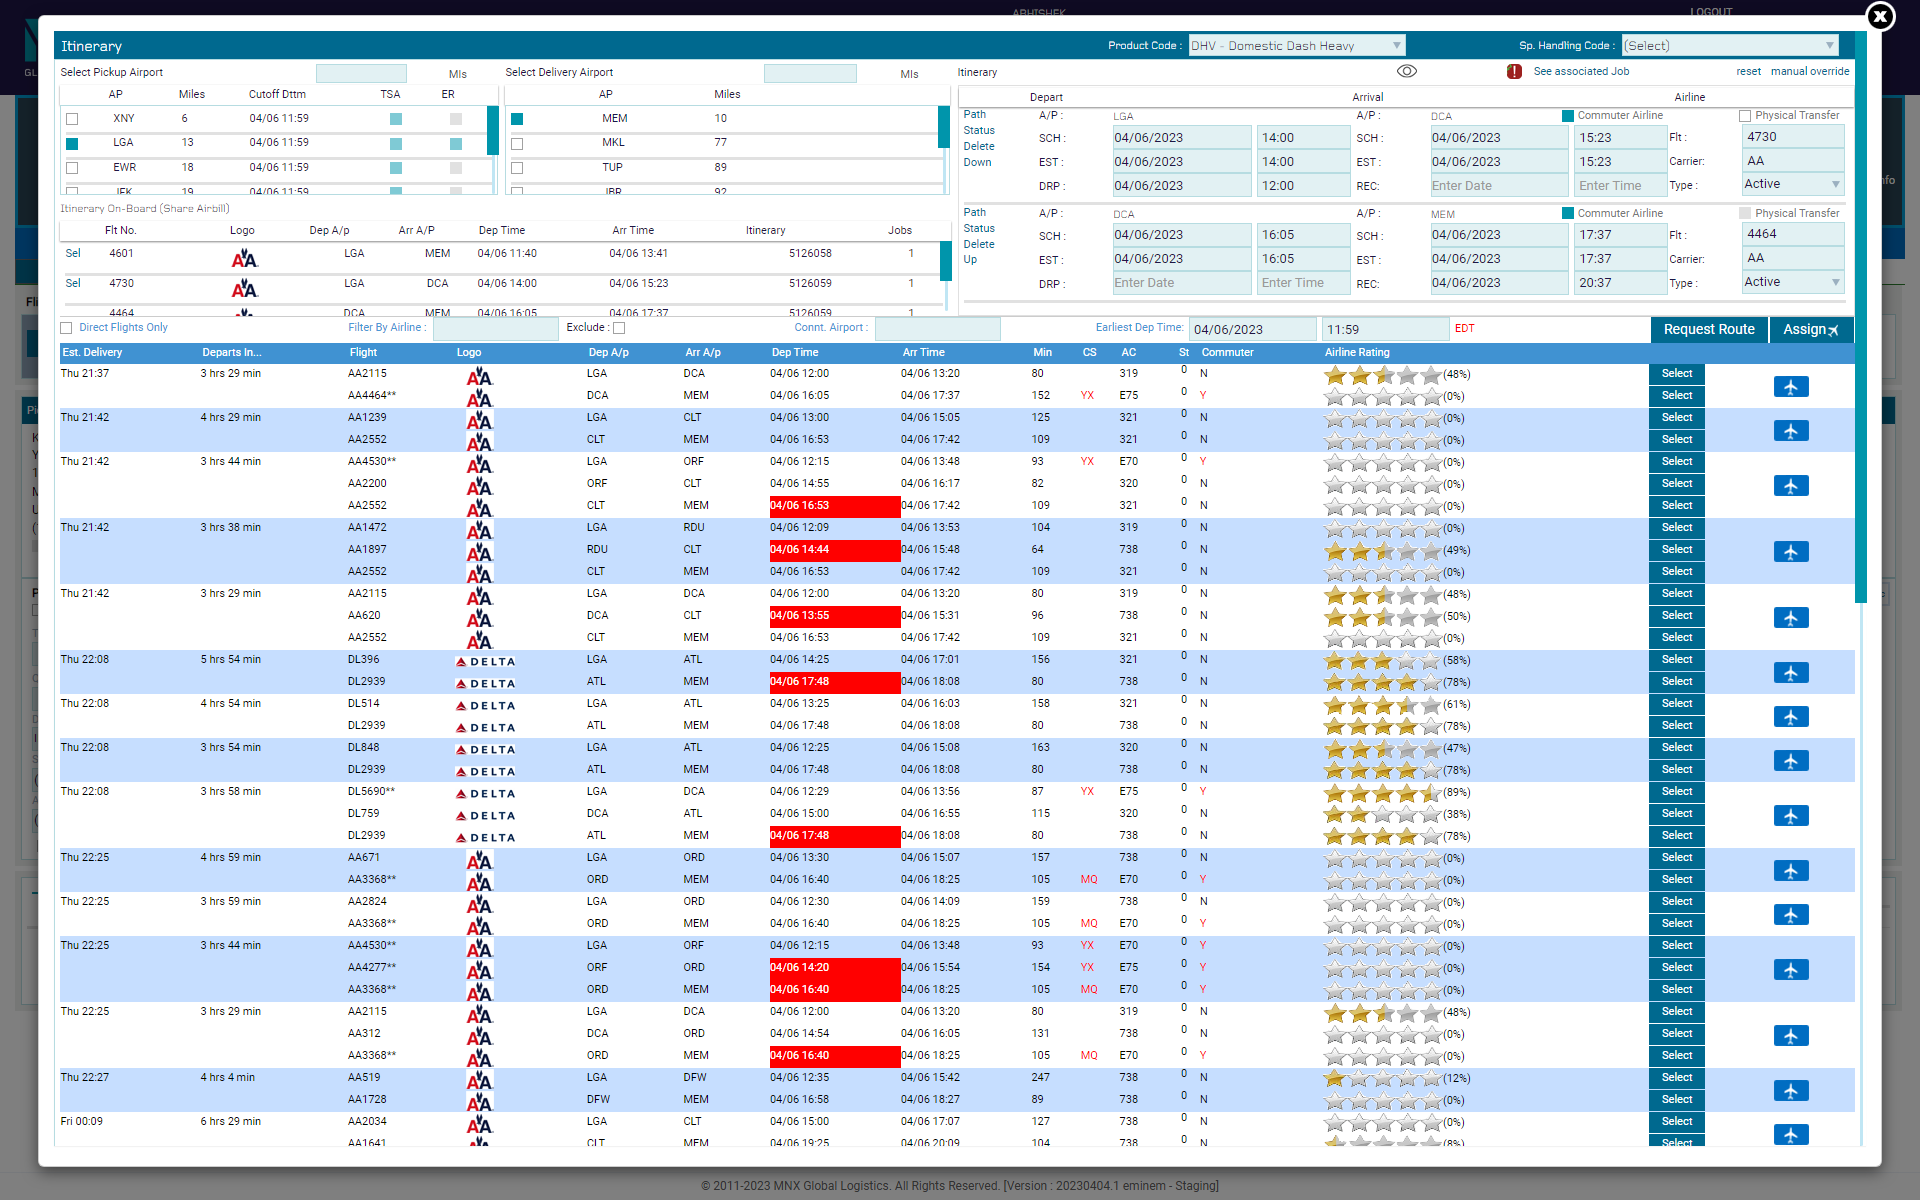 ABHISHEK LOGOUT
Itinerary Product Code : DHV - Domestic Dash Heavy Sp. Handling Code : (Select)
Select Pickup Airport Mls Select Delivery Airport Mls Itinerary See associated Job reset manual override
AP Miles Cutoff Dttm TSA ER
XNY 6 04/06 11:59
LGA 13 04/06 11:59
EWR 18 04/06 11:59
JFK 19 04/06 11:59
AP Miles
MEM 10
MKL 77
TUP 89
JBR 92
Depart Arrival Airline
Path A/P : LGA A/P : DCA Commuter Airline Physical Transfer
Status SCH : 04/06/2023 14:00 SCH : 04/06/2023 15:23 Flt : 4730
Delete EST : 04/06/2023 14:00 EST : 04/06/2023 15:23 Carrier: AA
Down DRP : 04/06/2023 12:00 REC: Enter Date Enter Time Type : Active
Path A/P : DCA A/P : MEM Commuter Airline Physical Transfer
Status SCH : 04/06/2023 16:05 SCH : 04/06/2023 17:37 Flt : 4464
Delete EST : 04/06/2023 16:05 EST : 04/06/2023 17:37 Carrier: AA
Up DRP : Enter Date Enter Time REC: 04/06/2023 20:37 Type : Active
Itinerary On-Board (Share Airbill)
Flt No. Logo Dep A/p Arr A/P Dep Time Arr Time Itinerary Jobs
Sel 4601 AA LGA MEM 04/06 11:40 04/06 13:41 5126058 1
Sel 4730 AA LGA DCA 04/06 14:00 04/06 15:23 5126059 1
4464 DCA MEM 04/06 16:05 04/06 17:37 5126059 1
Direct Flights Only Filter By Airline : Exclude : Connt. Airport : Earliest Dep Time: 04/06/2023 11:59 EDT Request Route Assign
Est. Delivery Departs In... Flight Logo Dep A/p Arr A/p Dep Time Arr Time Min CS AC St Commuter Airline Rating
Thu 21:37 3 hrs 29 min AA2115 AA LGA DCA 04/06 12:00 04/06 13:20 80 319 0 N (48%) Select
AA4464** AA DCA MEM 04/06 16:05 04/06 17:37 152 YX E75 0 Y (0%) Select
Thu 21:42 4 hrs 29 min AA1239 AA LGA CLT 04/06 13:00 04/06 15:05 125 321 0 N (0%) Select
AA2552 AA CLT MEM 04/06 16:53 04/06 17:42 109 321 0 N (0%) Select
Thu 21:42 3 hrs 44 min AA4530** AA LGA ORF 04/06 12:15 04/06 13:48 93 YX E70 0 Y (0%) Select
AA2200 AA ORF CLT 04/06 14:55 04/06 16:17 82 320 0 N (0%) Select
AA2552 AA CLT MEM 04/06 16:53 04/06 17:42 109 321 0 N (0%) Select
Thu 21:42 3 hrs 38 min AA1472 AA LGA RDU 04/06 12:09 04/06 13:53 104 319 0 N (0%) Select
AA1897 AA RDU CLT 04/06 14:44 04/06 15:48 64 738 0 N (49%) Select
AA2552 AA CLT MEM 04/06 16:53 04/06 17:42 109 321 0 N (0%) Select
Thu 21:42 3 hrs 29 min AA2115 AA LGA DCA 04/06 12:00 04/06 13:20 80 319 0 N (48%) Select
AA620 AA DCA CLT 04/06 13:55 04/06 15:31 96 738 0 N (50%) Select
AA2552 AA CLT MEM 04/06 16:53 04/06 17:42 109 321 0 N (0%) Select
Thu 22:08 5 hrs 54 min DL396 DELTA LGA ATL 04/06 14:25 04/06 17:01 156 321 0 N (58%) Select
DL2939 DELTA ATL MEM 04/06 17:48 04/06 18:08 80 738 0 N (78%) Select
Thu 22:08 4 hrs 54 min DL514 DELTA LGA ATL 04/06 13:25 04/06 16:03 158 321 0 N (61%) Select
DL2939 DELTA ATL MEM 04/06 17:48 04/06 18:08 80 738 0 N (78%) Select
Thu 22:08 3 hrs 54 min DL848 DELTA LGA ATL 04/06 12:25 04/06 15:08 163 320 0 N (47%) Select
DL2939 DELTA ATL MEM 04/06 17:48 04/06 18:08 80 738 0 N (78%) Select
Thu 22:08 3 hrs 58 min DL5690** DELTA LGA DCA 04/06 12:29 04/06 13:56 87 YX E75 0 Y (89%) Select
DL759 DELTA DCA ATL 04/06 15:00 04/06 16:55 115 320 0 N (38%) Select
DL2939 DELTA ATL MEM 04/06 17:48 04/06 18:08 80 738 0 N (78%) Select
Thu 22:25 4 hrs 59 min AA671 AA LGA ORD 04/06 13:30 04/06 15:07 157 738 0 N (0%) Select
AA3368** AA ORD MEM 04/06 16:40 04/06 18:25 105 MQ E70 0 Y (0%) Select
Thu 22:25 3 hrs 59 min AA2824 AA LGA ORD 04/06 12:30 04/06 14:09 159 738 0 N (0%) Select
AA3368** AA ORD MEM 04/06 16:40 04/06 18:25 105 MQ E70 0 Y (0%) Select
Thu 22:25 3 hrs 44 min AA4530** AA LGA ORF 04/06 12:15 04/06 13:48 93 YX E70 0 Y (0%) Select
AA4277** AA ORF ORD 04/06 14:20 04/06 15:54 154 YX E75 0 Y (0%) Select
AA3368** AA ORD MEM 04/06 16:40 04/06 18:25 105 MQ E70 0 Y (0%) Select
Thu 22:25 3 hrs 29 min AA2115 AA LGA DCA 04/06 12:00 04/06 13:20 80 319 0 N (48%) Select
AA312 AA DCA ORD 04/06 14:54 04/06 16:05 131 738 0 N (0%) Select
AA3368** AA ORD MEM 04/06 16:40 04/06 18:25 105 MQ E70 0 Y (0%) Select
Thu 22:27 4 hrs 4 min AA519 AA LGA DFW 04/06 12:35 04/06 15:42 247 738 0 N (12%) Select
AA1728 AA DFW MEM 04/06 16:58 04/06 18:27 89 738 0 N (0%) Select
Fri 00:09 6 hrs 29 min AA2034 AA LGA CLT 04/06 15:00 04/06 17:07 127 738 0 N (0%) Select
AA1641 CLT MEM 04/06 19:25 04/06 20:09 104 738 0 N (8%) Select
© 2011-2023 MNX Global Logistics. All Rights Reserved. [Version : 20230404.1 eminem - Staging]